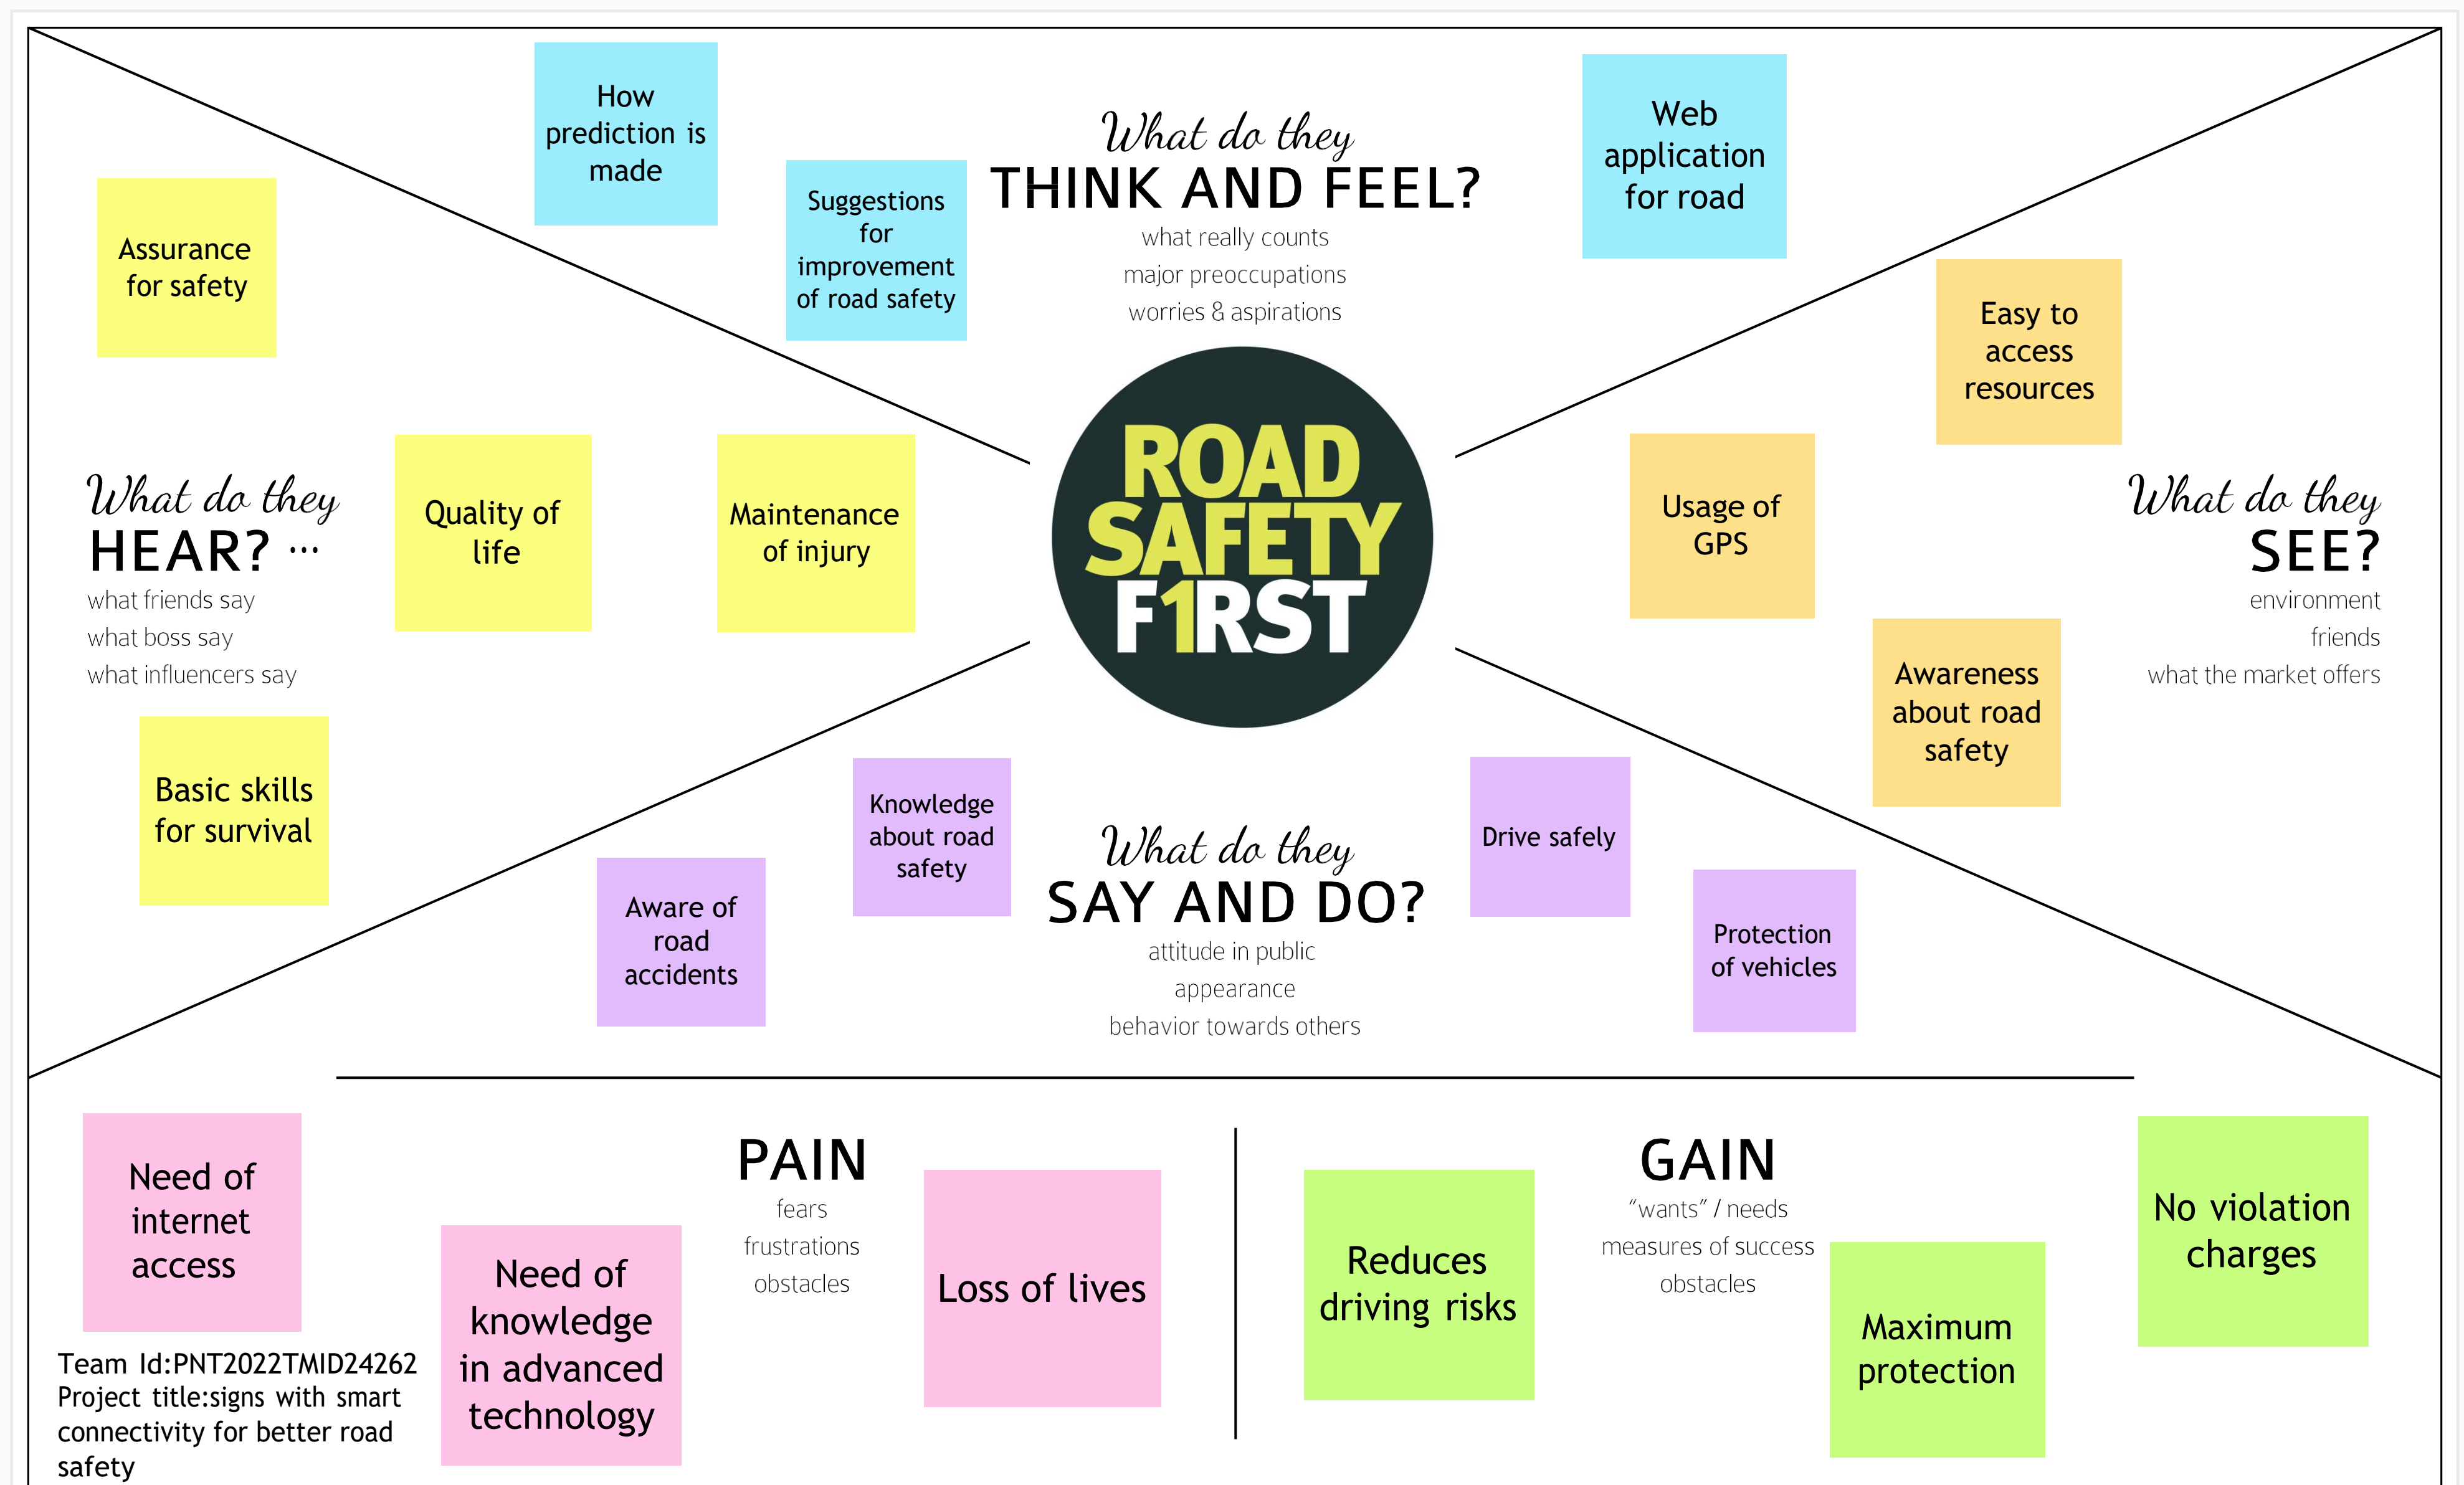 How
prediction is
made
Suggestions
for
improvement
of road safety
What do they
THINK AND FEEL?
what really counts
major preoccupations
worries & aspirations
Web
application
for road
Assurance
for safety
What do they
HEAR? ...
what friends say
what boss say
what influencers say
Quality of
life
Maintenance
of injury
Basic skills
for survival
ROAD
SAFETY
F1RST
Easy to
access
resources
Usage of
GPS
Awareness
about road
safety
What do they
SEE?
environment
friends
what the market offers
Aware of
road
accidents
Knowledge
about road
safety
What do they
SAY AND DO?
attitude in public
appearance
behavior towards others
Drive safely
Protection
of vehicles
Need of
internet
access
Need of
knowledge
in advanced
technology
PAIN
fears
frustrations
obstacles
Loss of lives
Reduces
driving risks
GAIN
“wants” / needs
measures of success
obstacles
Maximum
protection
No violation
charges
Team Id:PNT2022TMID24262
Project title:signs with smart
connectivity for better road
safety